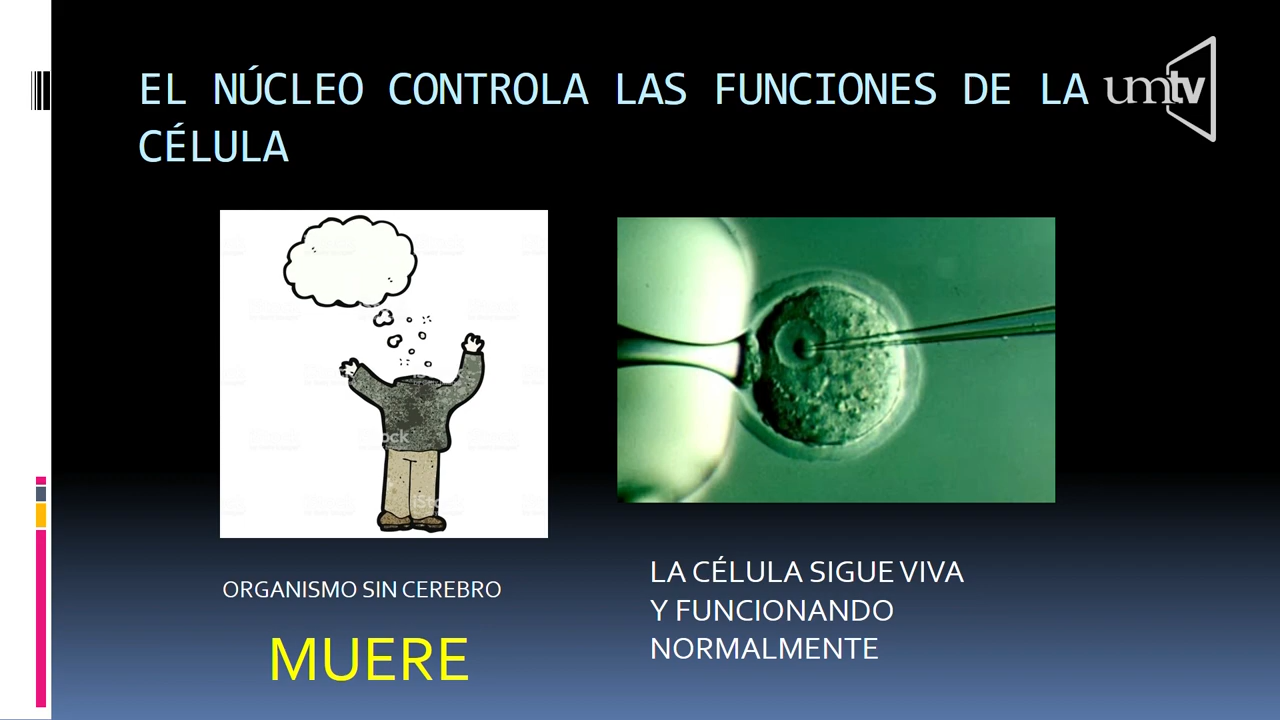 EL NÚCLEO CONTROLA LAS FUNCIONES DE LA
CÉLULA
umtv
iStock
ORGANISMO SIN CEREBRO
MUERE
LA CÉLULA SIGUE VIVA
Y FUNCIONANDO
NORMALMENTE